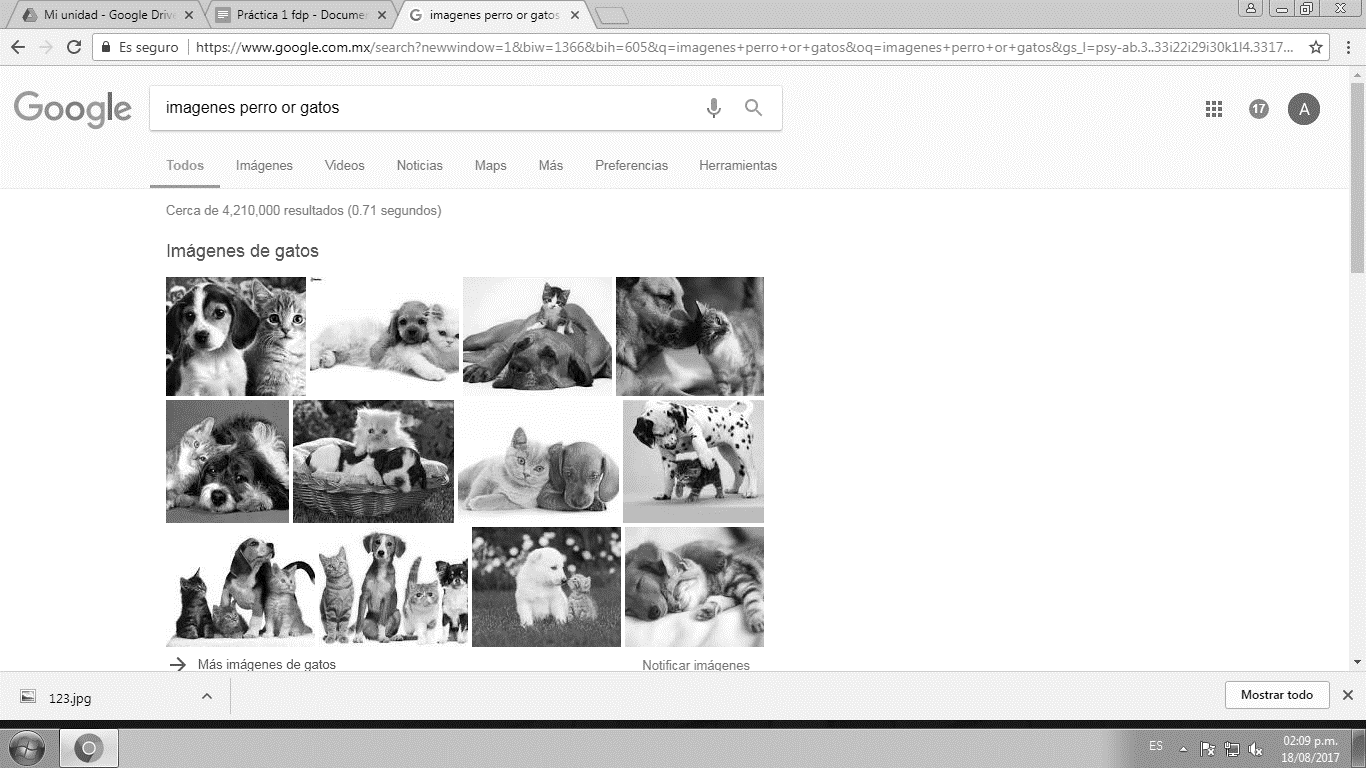 Mi unidad - Google Drive
Práctica 1 fdp - Documen
imagenes perro or gatos
Es seguro
https://www.google.com.mx/search?newwindow=1&biw=1366&bih=605&q=imagenes+perro+or+gatos&oq=imagenes+perro+or+gatos&gs_l=psy-ab.3..33i22i29i30k1l4.3317...
Google
imagenes perro or gatos
17
A
Todos
Imágenes
Videos
Noticias
Maps
Más
Preferencias
Herramientas
Cerca de 4,210,000 resultados (0.71 segundos)
Imágenes de gatos
Más imágenes de gatos
Notificar imágenes
123.jpg
Mostrar todo
ES
02:09 p.m.
18/08/2017